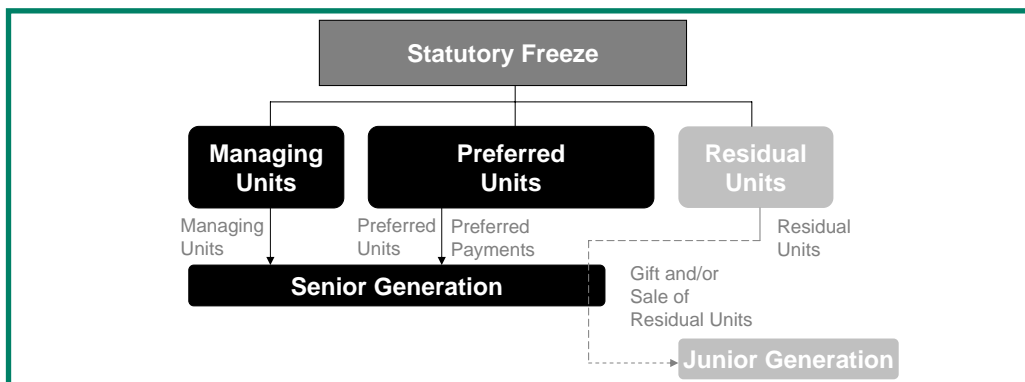 Statutory Freeze
Managing
Units
Preferred
Units
Residual
Units
Managing
Units
Preferred
Units
Preferred
Payments
Residual
Units
Senior Generation
Gift and/or
Sale of
Residual Units
Junior Generation